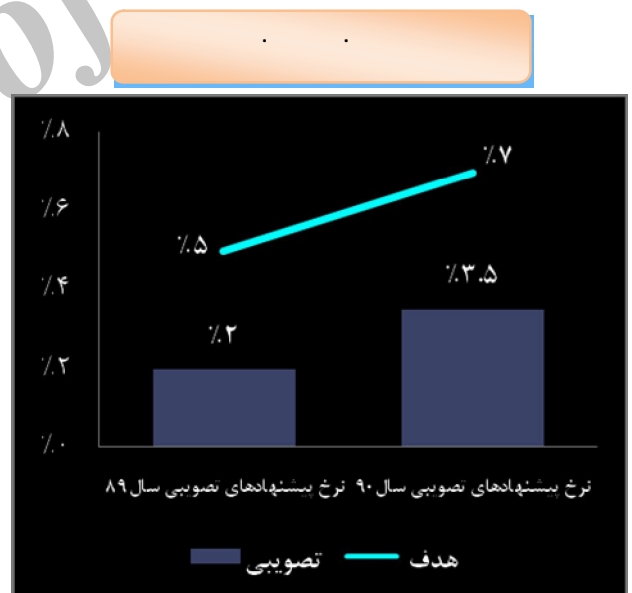 ٪۸
٪۶
٪۴
٪۲
٪۰
٪۵
٪۷
٪۲
٪۳.۵
نرخ پیشنهادهای تصویبی سال ۸۹
نرخ پیشنهادهای تصویبی سال ۹۰
تصویبی
هدف